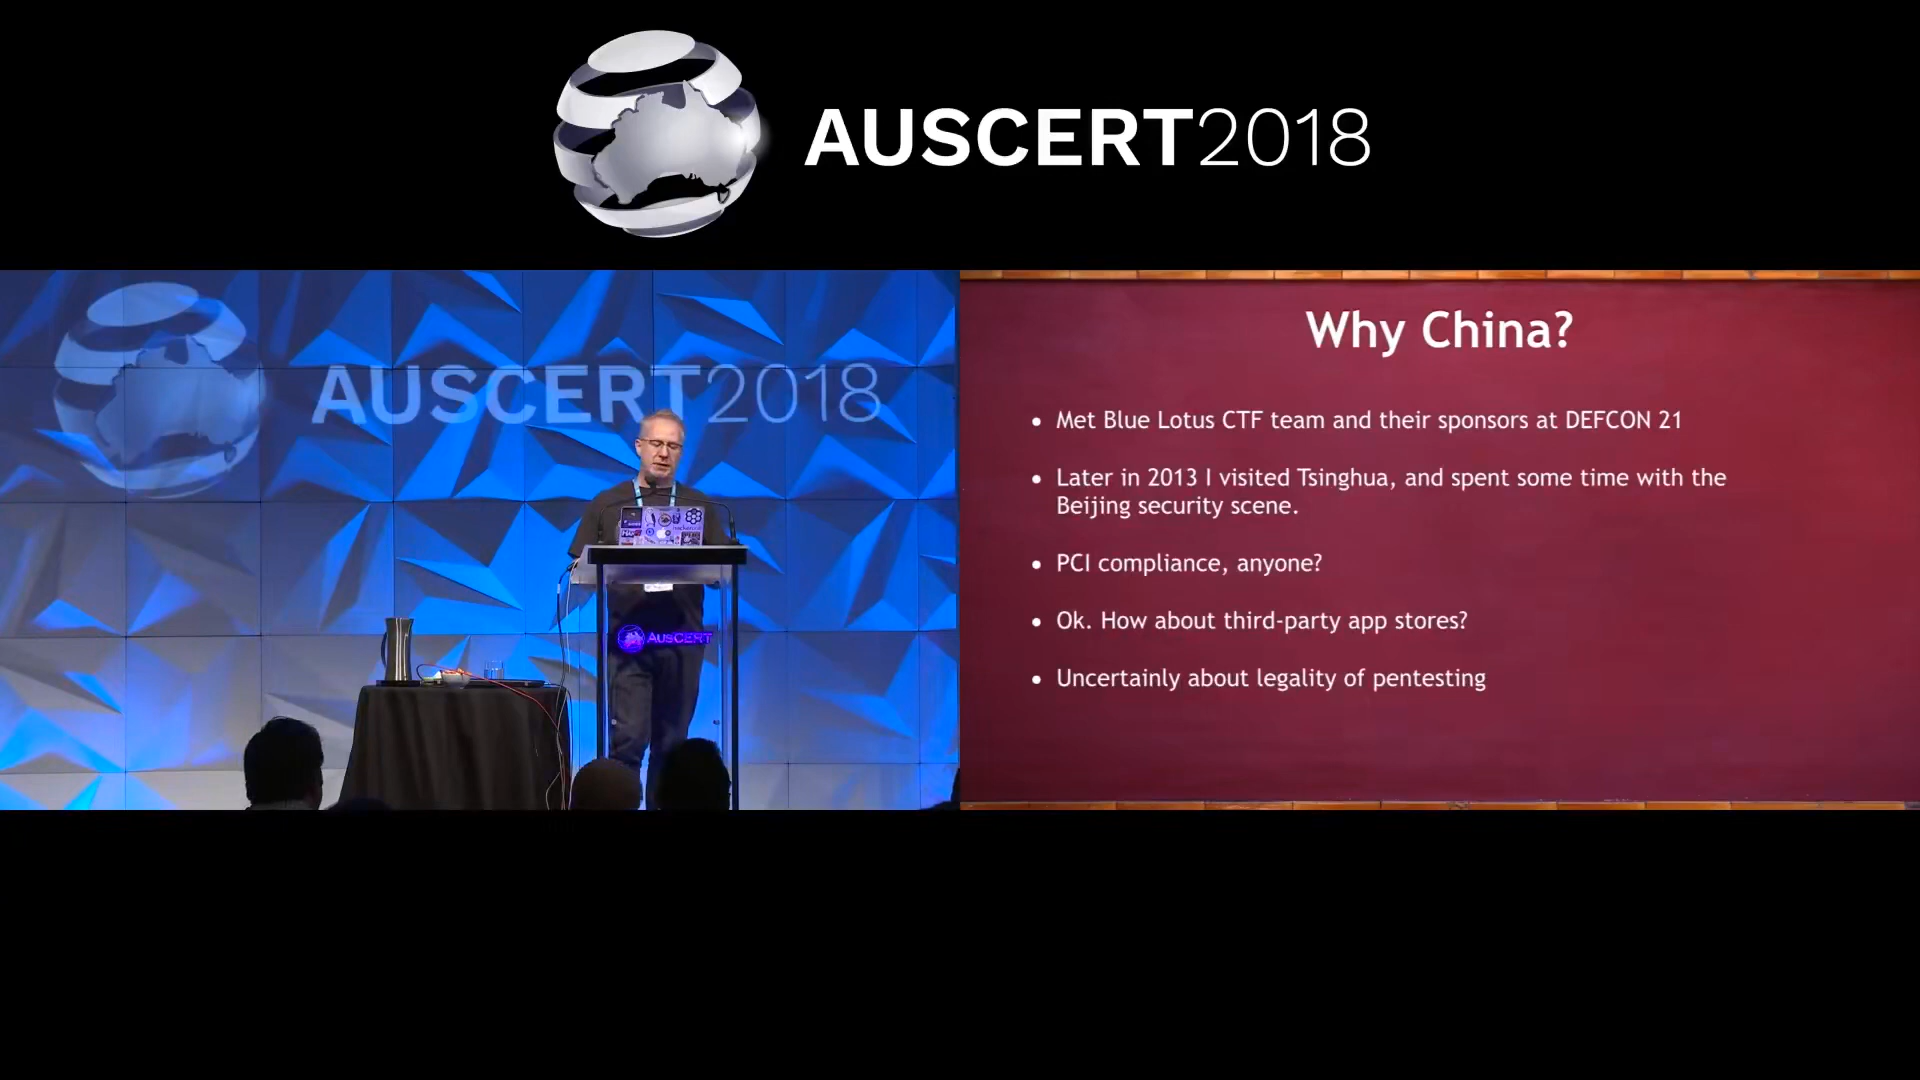 AUSCERT2018
AUSCERT2018
AUSCERT
Why China?
• Met Blue Lotus CTF team and their sponsors at DEFCON 21
• Later in 2013 I visited Tsinghua, and spent some time with the
Beijing security scene.
• PCI compliance, anyone?
• Ok. How about third-party app stores?
• Uncertainly about legality of pentesting